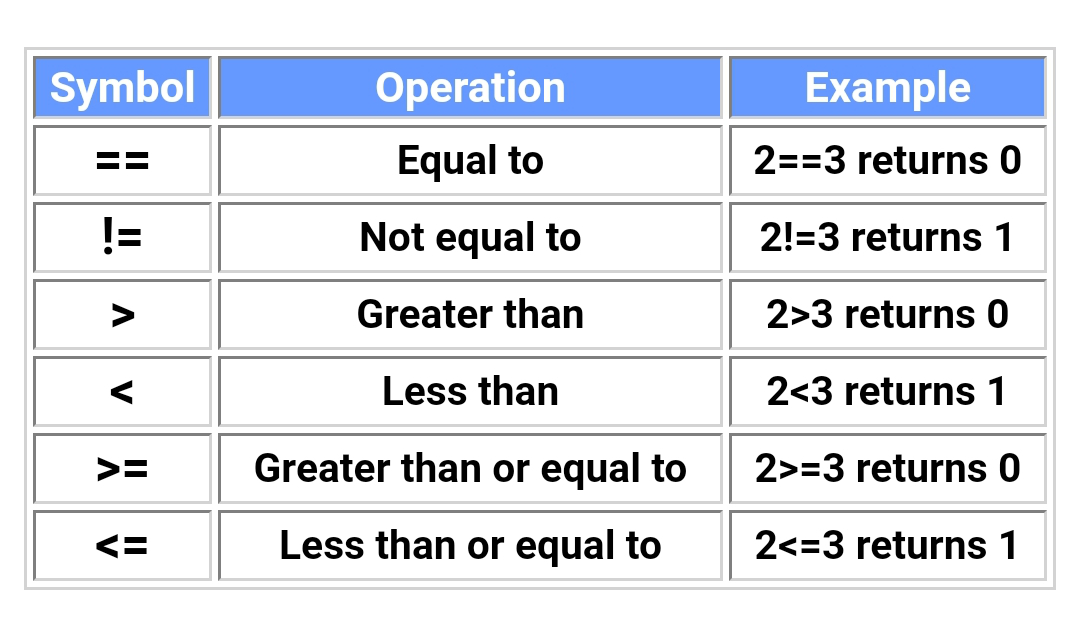 Symbol Operation Example
== Equal to 2==3 returns 0
!= Not equal to 2!=3 returns 1
> Greater than 2>3 returns 0
< Less than 2<3 returns 1
>= Greater than or equal to 2>=3 returns 0
<= Less than or equal to 2<=3 returns 1